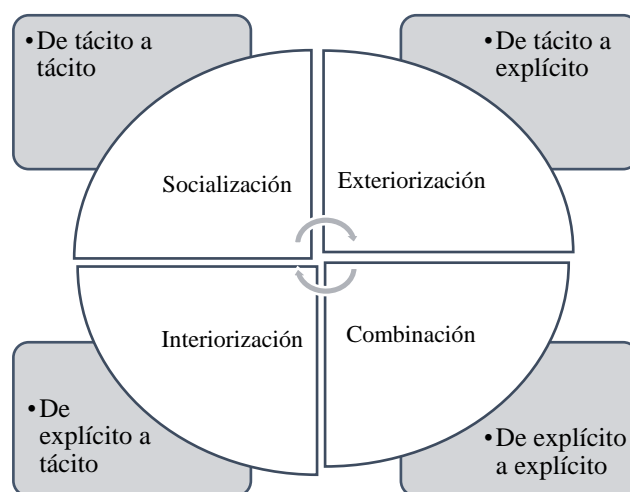 •De tácito a
tácito
•De tácito a
explícito
Socialización
Exteriorización
Interiorización
Combinación
•De
explícito a
tácito
•De explícito
a explícito